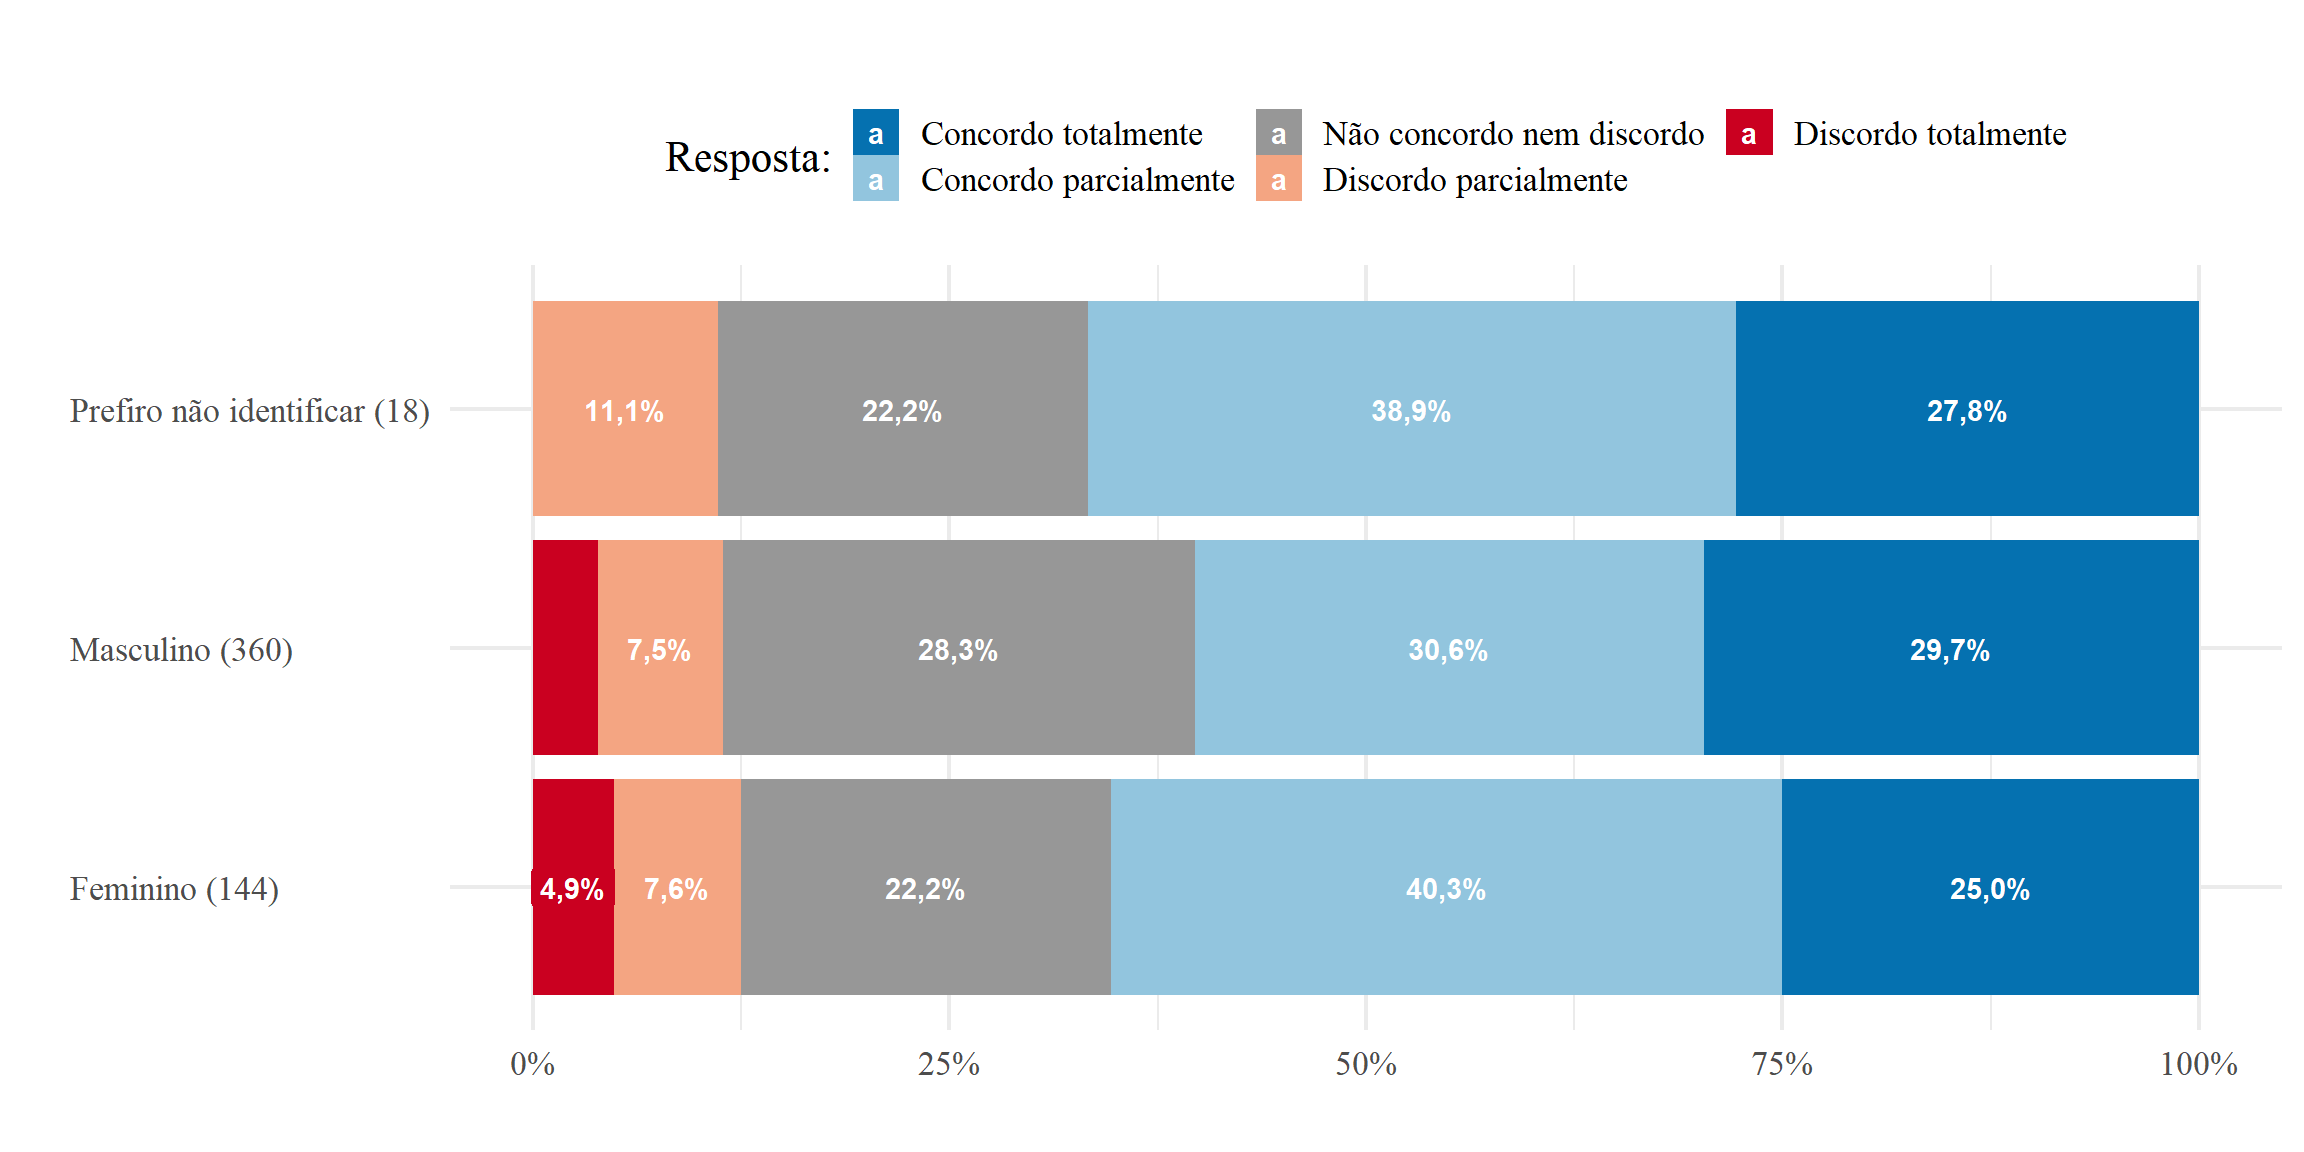 Resposta:
a Concordo totalmente
a Concordo parcialmente
a Não concordo nem discordo
a Discordo parcialmente
a Discordo totalmente
Prefiro não identificar (18)
11,1% 22,2% 38,9% 27,8%
Masculino (360)
7,5% 28,3% 30,6% 29,7%
Feminino (144)
4,9% 7,6% 22,2% 40,3% 25,0%
0% 25% 50% 75% 100%